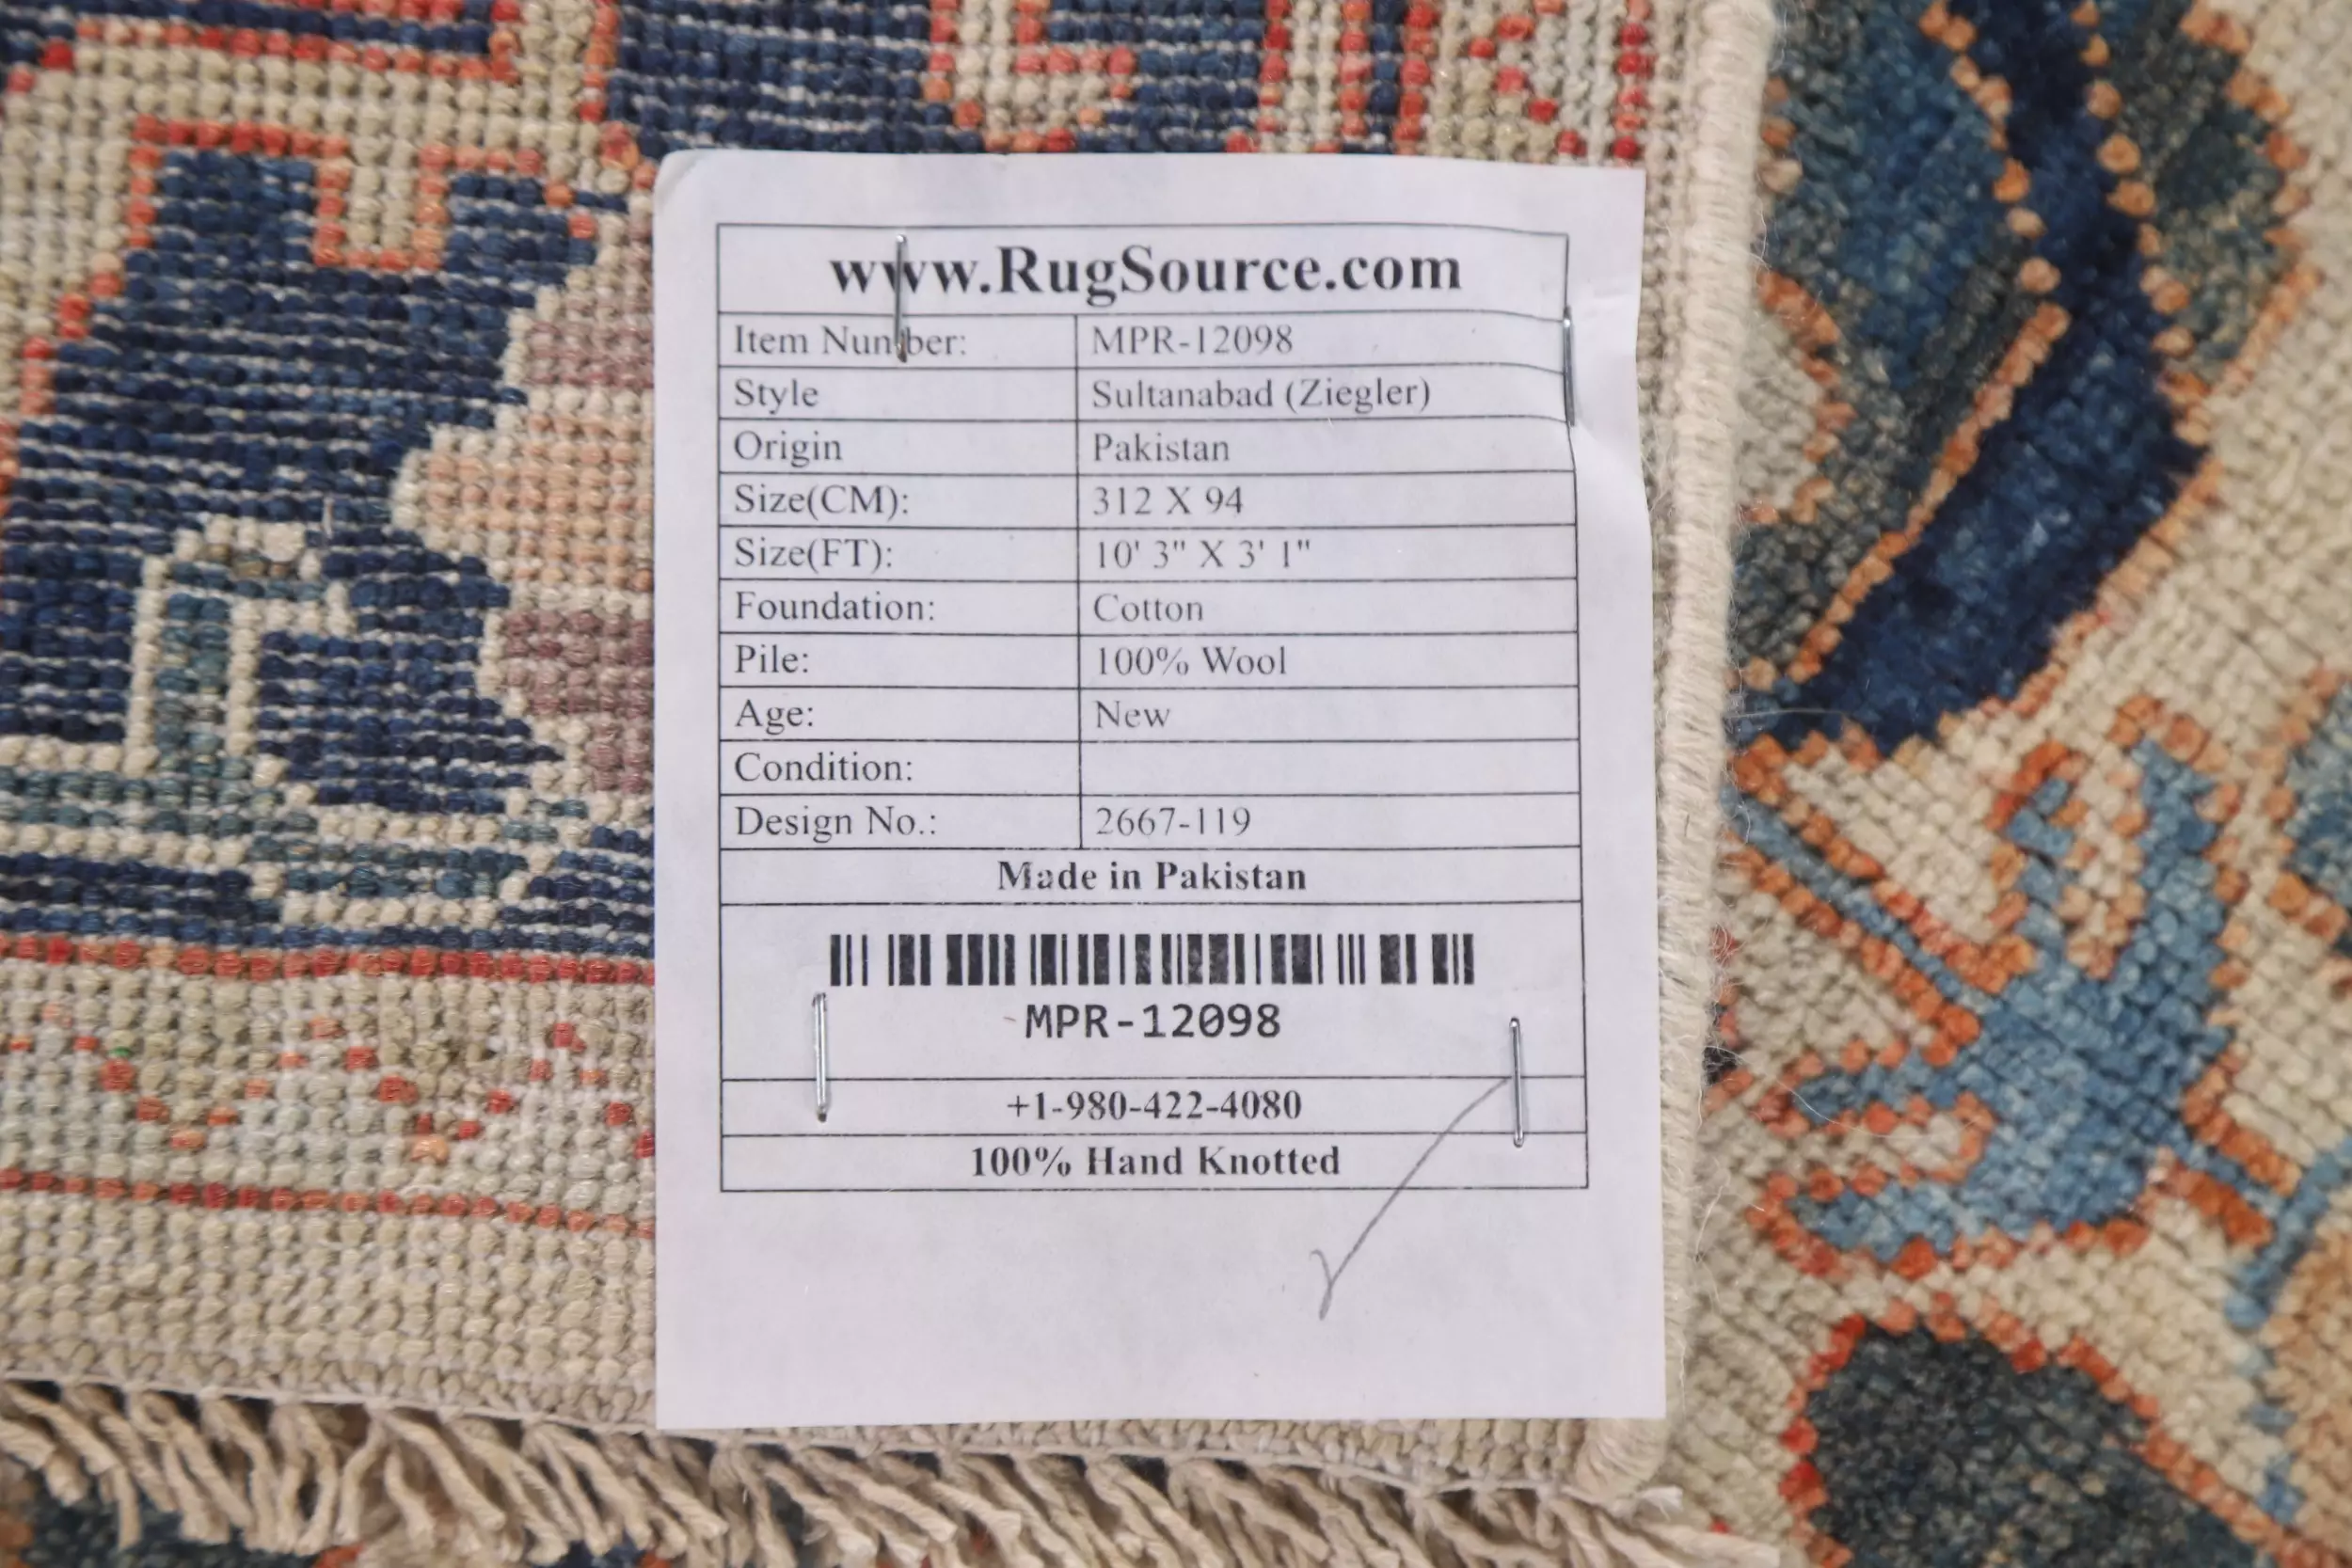 www.RugSource.com
Item Number: MPR-12098
Style Sultanabad (Ziegler)
Origin Pakistan
Size(CM): 312 X 94
Size(FT): 10' 3" X 3' 1"
Foundation: Cotton
Pile: 100% Wool
Age: New
Condition:
Design No.: 2667-119
Made in Pakistan
MPR-12098
+1-980-422-4080
100% Hand Knotted